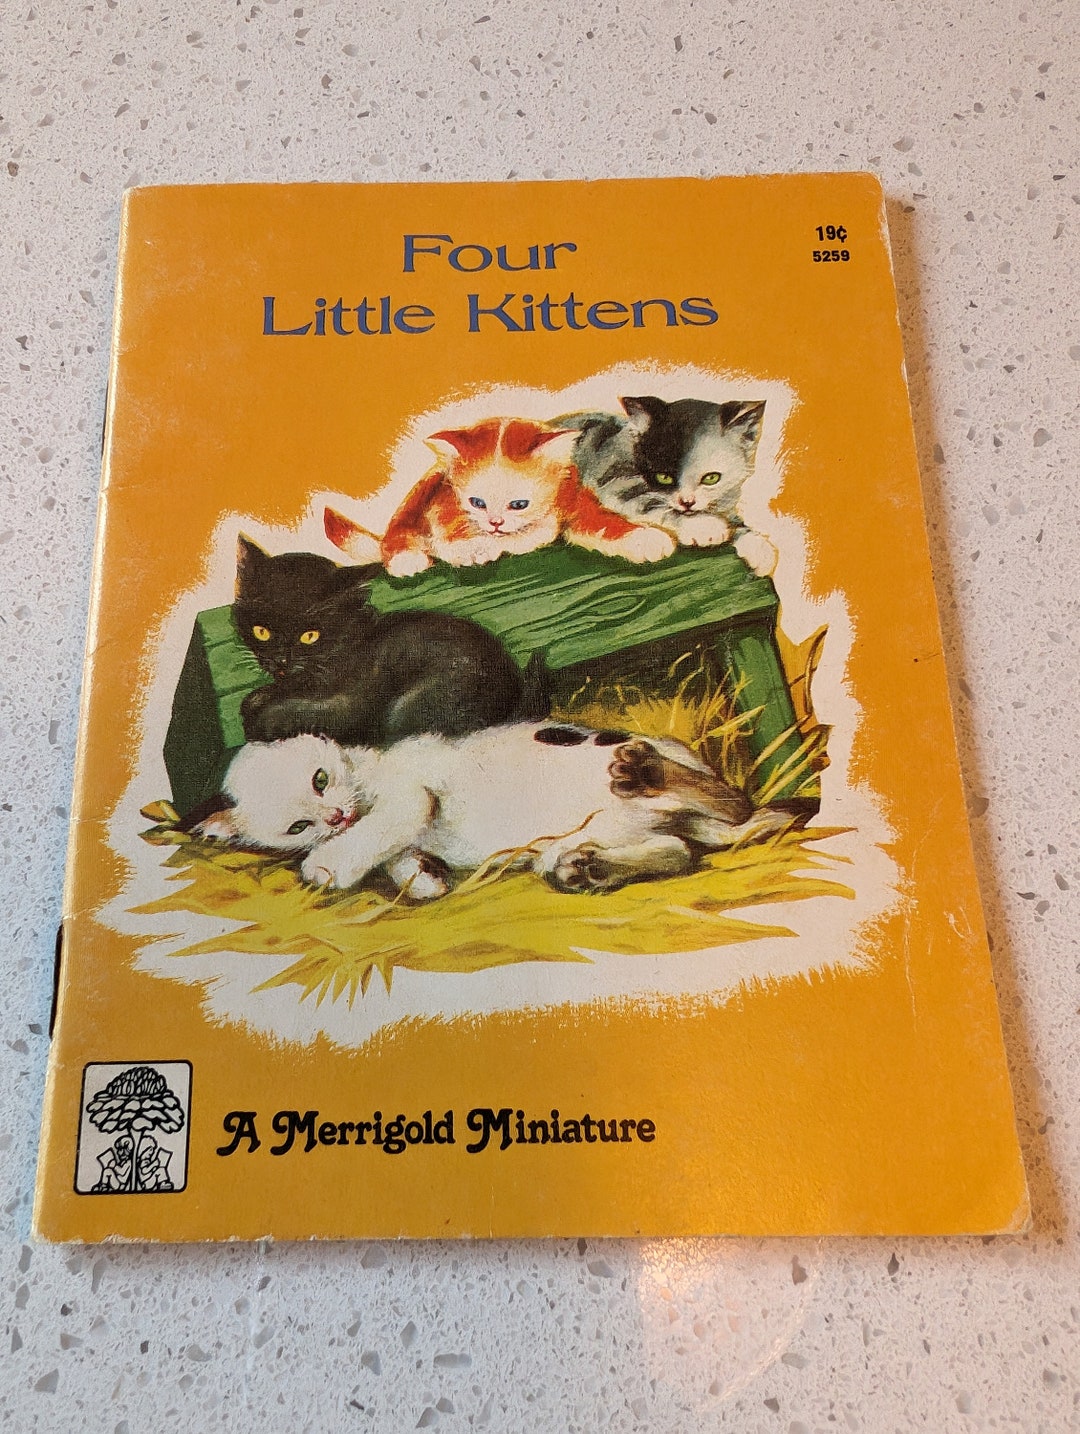 Four
Little Kittens
19¢
5259
A Merrigold Miniature